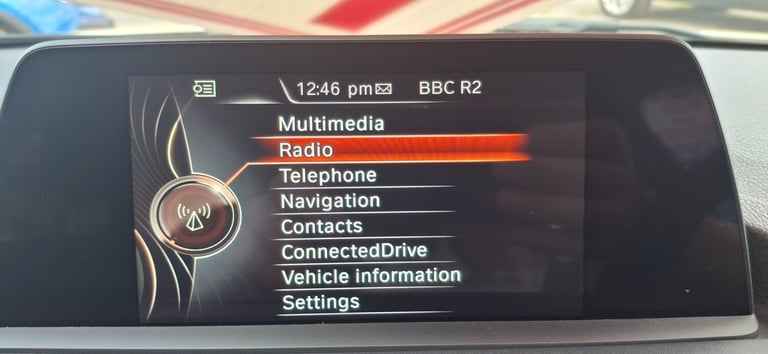 12:46 pm BBC R2
Multimedia
Radio
Telephone
Navigation
Contacts
ConnectedDrive
Vehicle information
Settings